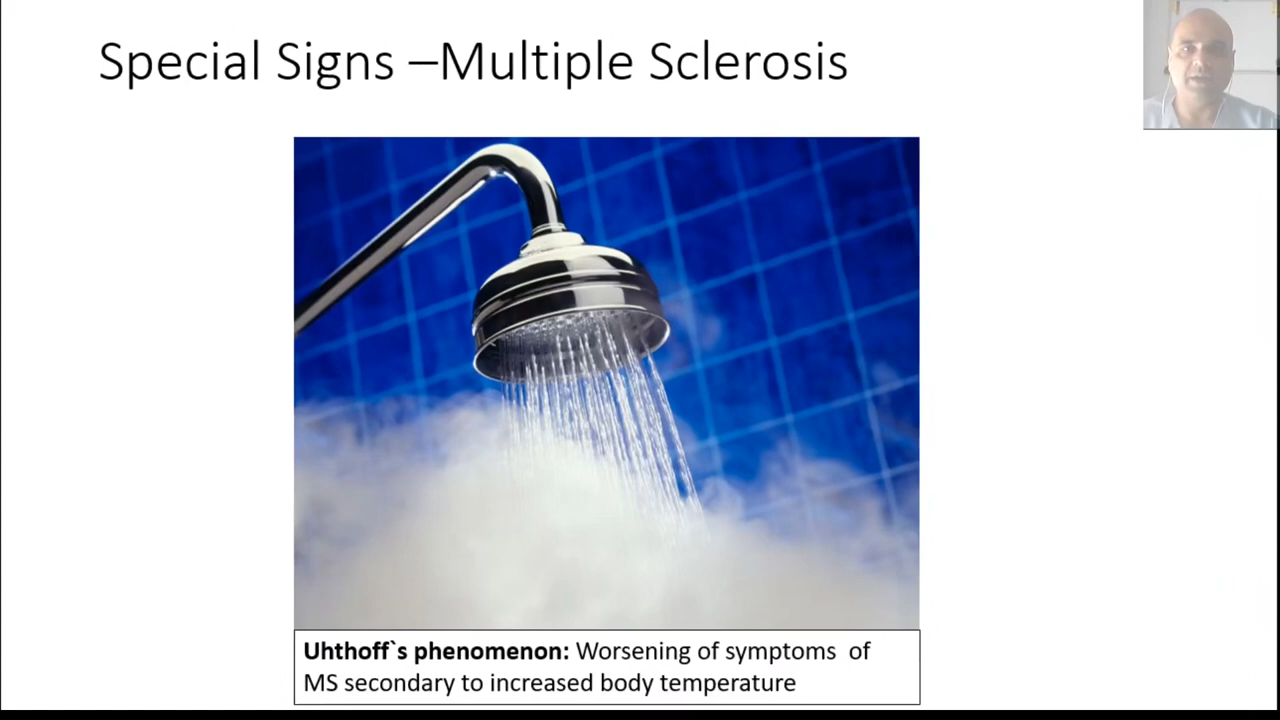 Special Signs –Multiple Sclerosis
Uhthoff`s phenomenon: Worsening of symptoms  of
MS secondary to increased body temperature